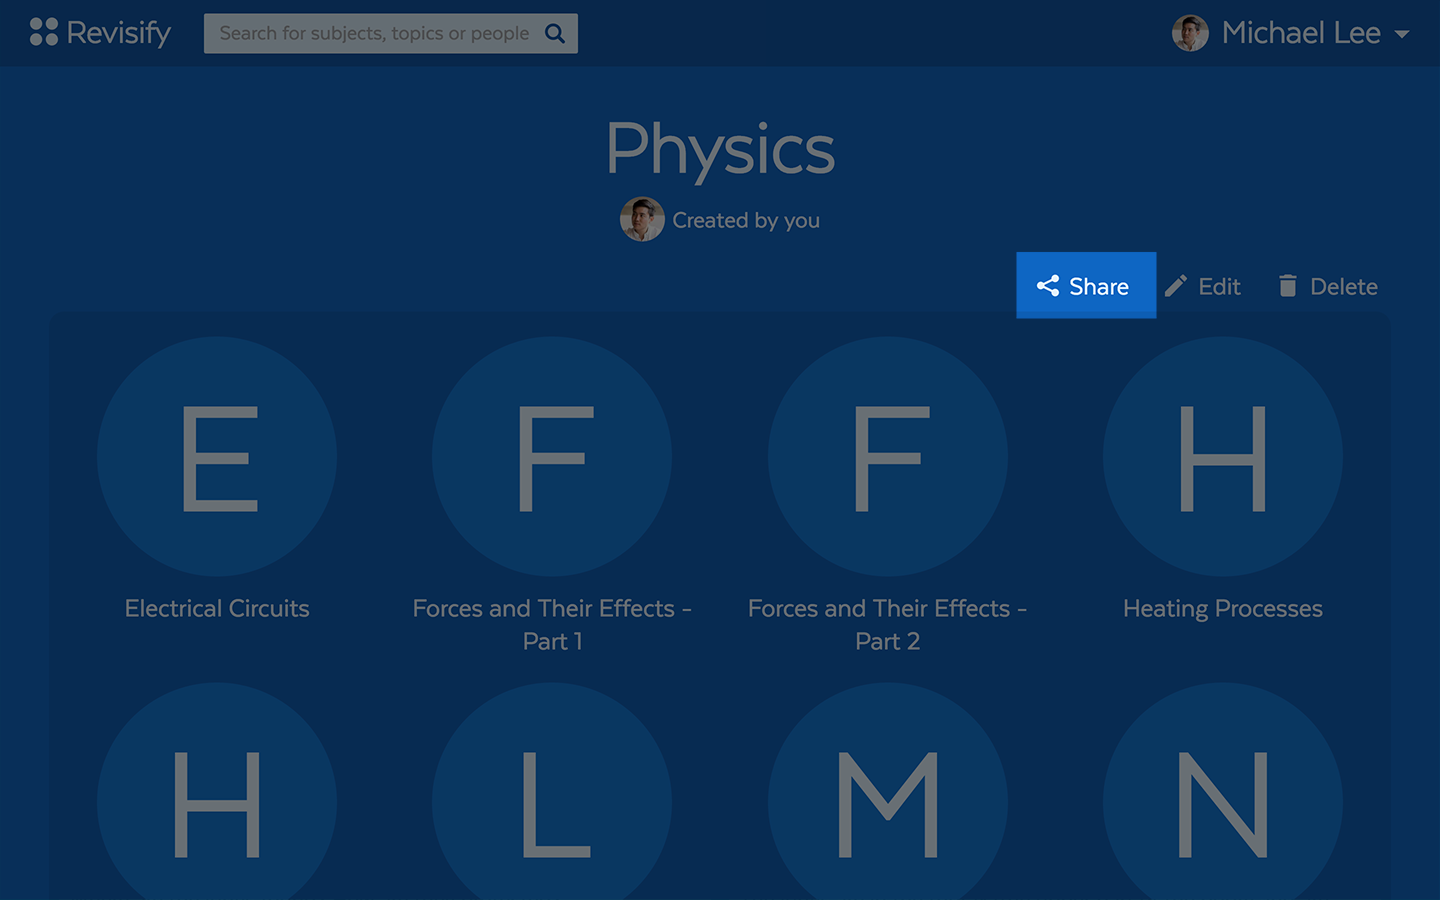 Revisify
Search for subjects, topics or people
Michael Lee
Physics
Created by you
Share
Edit
Delete
E
F
F
H
Electrical Circuits
Forces and Their Effects -
Part 1
Forces and Their Effects -
Part 2
Heating Processes
H
L
M
N